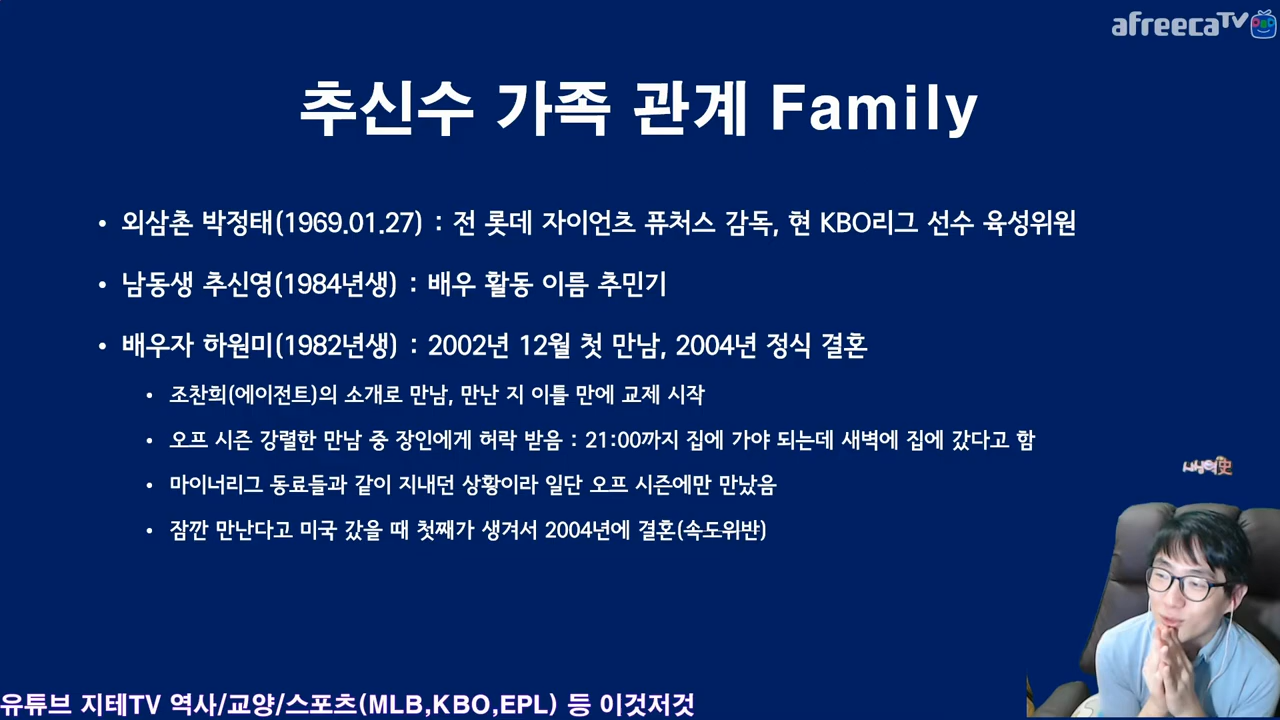 afreecaTV
추신수 가족 관계 Family
• 외삼촌 박정태(1969.01.27) : 전 롯데 자이언츠 퓨처스 감독, 현 KBO리그 선수 육성위원
• 남동생 추신영(1984년생) : 배우 활동 이름 추민기
• 배우자 하원미(1982년생) : 2002년 12월 첫 만남, 2004년 정식 결혼
• 조찬희(에이전트)의 소개로 만남, 만난 지 이틀 만에 교제 시작
• 오프 시즌 강렬한 만남 중 장인에게 허락 받음 : 21:00까지 집에 가야 되는데 새벽에 집에 갔다고 함
• 마이너리그 동료들과 같이 지내던 상황이라 일단 오프 시즌에만 만났음
• 잠깐 만난다고 미국 갔을 때 첫째가 생겨서 2004년에 결혼(속도위반)
유튜브 지테TV 역사/교양/스포츠(MLB,KBO,EPL) 등 이것저것